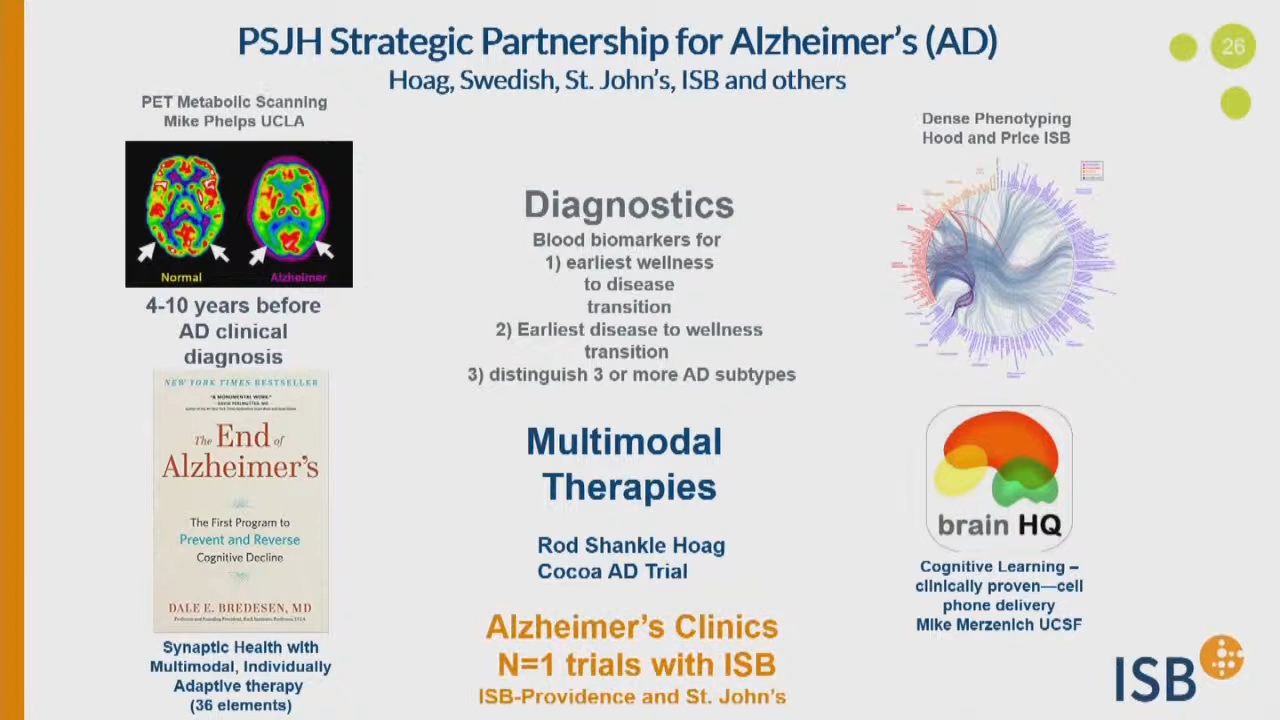 PSJH Strategic Partnership for Alzheimer's (AD)
Hoag, Swedish, St. John's, ISB and others
26
PET Metabolic Scanning
Mike Phelps UCLA
Normal
Alzheimer
4-10 years before
AD clinical
diagnosis
NEW YORK TIMES BESTSELLER
"A MONUMENTAL WORK."
The End of
Alzheimer's
The First Program to
Prevent and Reverse
Cognitive Decline
DALE E. BREDESEN, MD
Synaptic Health with
Multimodal, Individually
Adaptive therapy
(36 elements)
Diagnostics
Blood biomarkers for
1) earliest wellness
to disease
transition
2) Earliest disease to wellness
transition
3) distinguish 3 or more AD subtypes
Multimodal
Therapies
Rod Shankle Hoag
Cocoa AD Trial
Alzheimer's Clinics
N=1 trials with ISB
ISB-Providence and St. John's
Dense Phenotyping
Hood and Price ISB
brain HQ
Cognitive Learning –
clinically proven—cell
phone delivery
Mike Merzenich UCSF
ISB